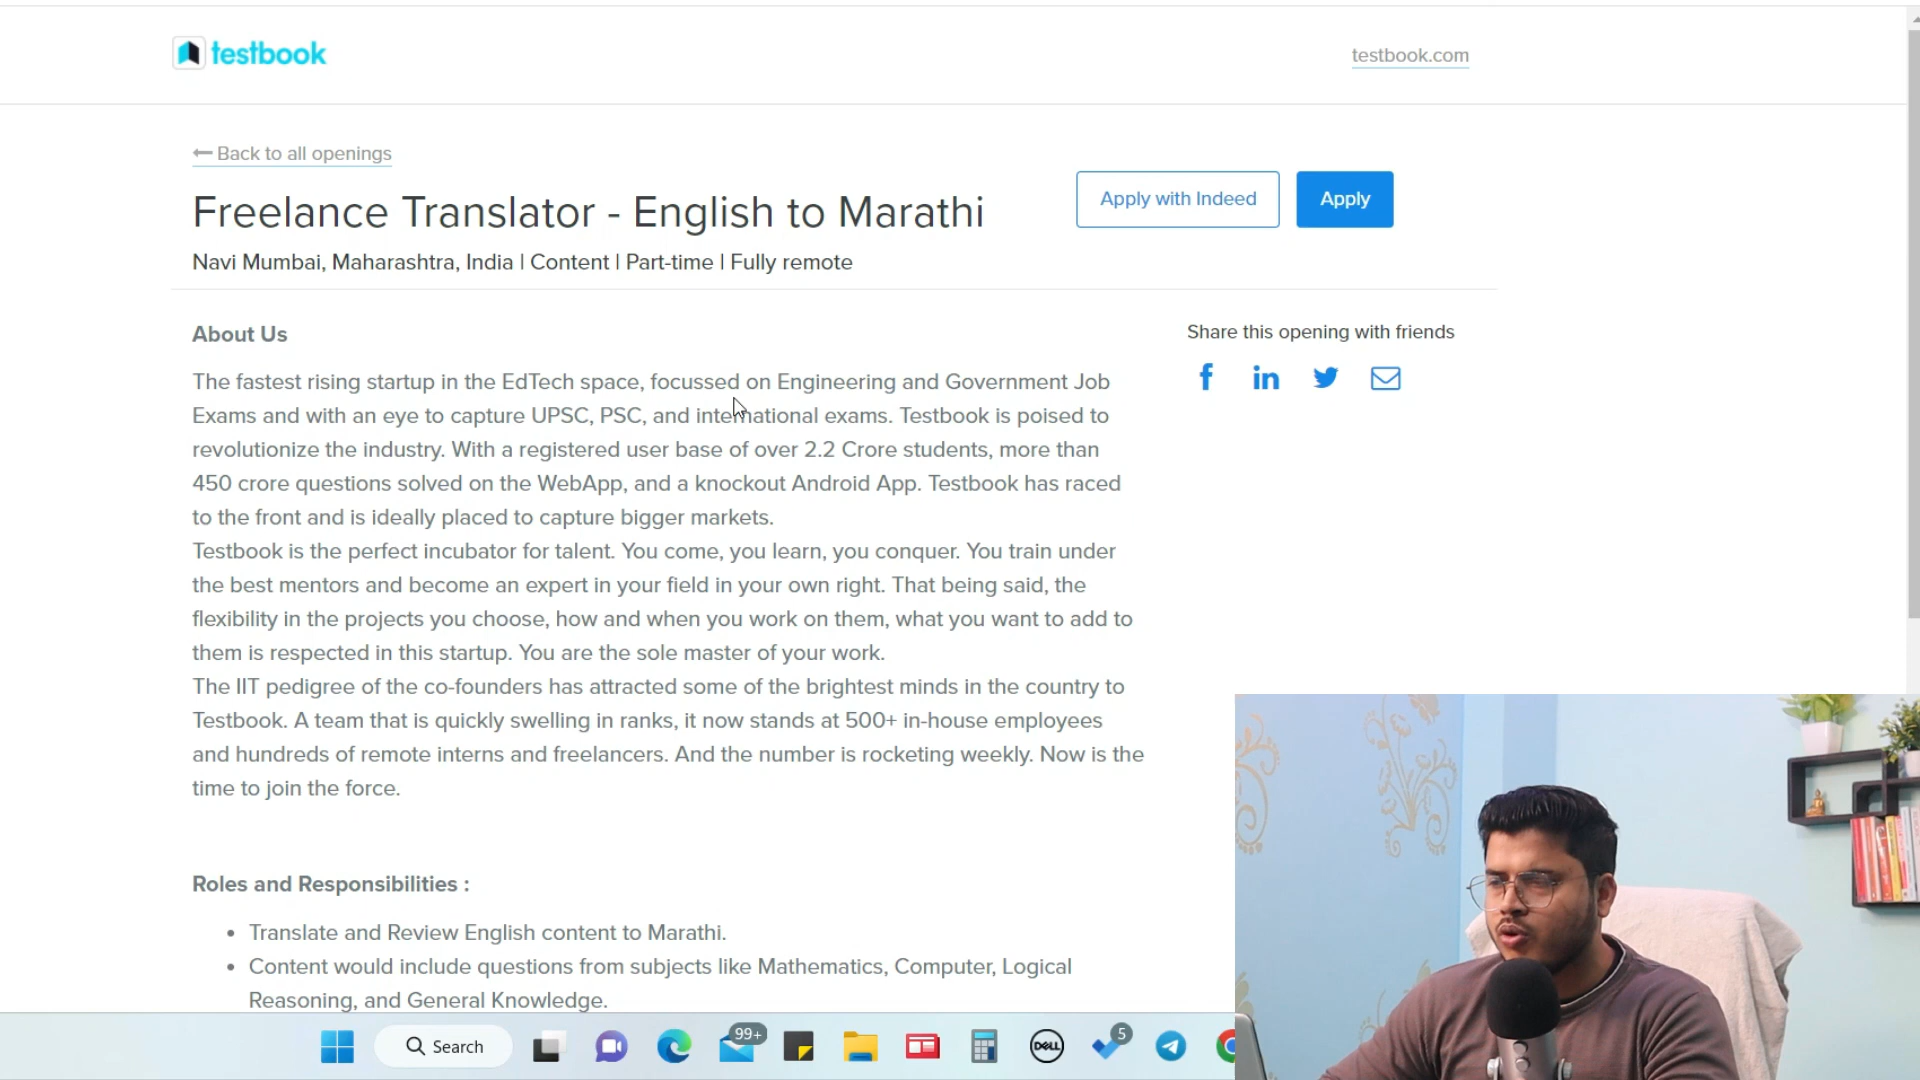 testbook
testbook.com
Back to all openings
Freelance Translator - English to Marathi
Apply with Indeed
Apply
Navi Mumbai, Maharashtra, India | Content | Part-time | Fully remote
About Us
Share this opening with friends
The fastest rising startup in the EdTech space, focussed on Engineering and Government Job
Exams and with an eye to capture UPSC, PSC, and international exams. Testbook is poised to
revolutionize the industry. With a registered user base of over 2.2 Crore students, more than
450 crore questions solved on the WebApp, and a knockout Android App. Testbook has raced
to the front and is ideally placed to capture bigger markets.
Testbook is the perfect incubator for talent. You come, you learn, you conquer. You train under
the best mentors and become an expert in your field in your own right. That being said, the
flexibility in the projects you choose, how and when you work on them, what you want to add to
them is respected in this startup. You are the sole master of your work.
The IIT pedigree of the co-founders has attracted some of the brightest minds in the country to
Testbook. A team that is quickly swelling in ranks, it now stands at 500+ in-house employees
and hundreds of remote interns and freelancers. And the number is rocketing weekly. Now is the
time to join the force.
Roles and Responsibilities :
Translate and Review English content to Marathi.
Content would include questions from subjects like Mathematics, Computer, Logical
Reasoning, and General Knowledge.
Search
99+
DELL
5